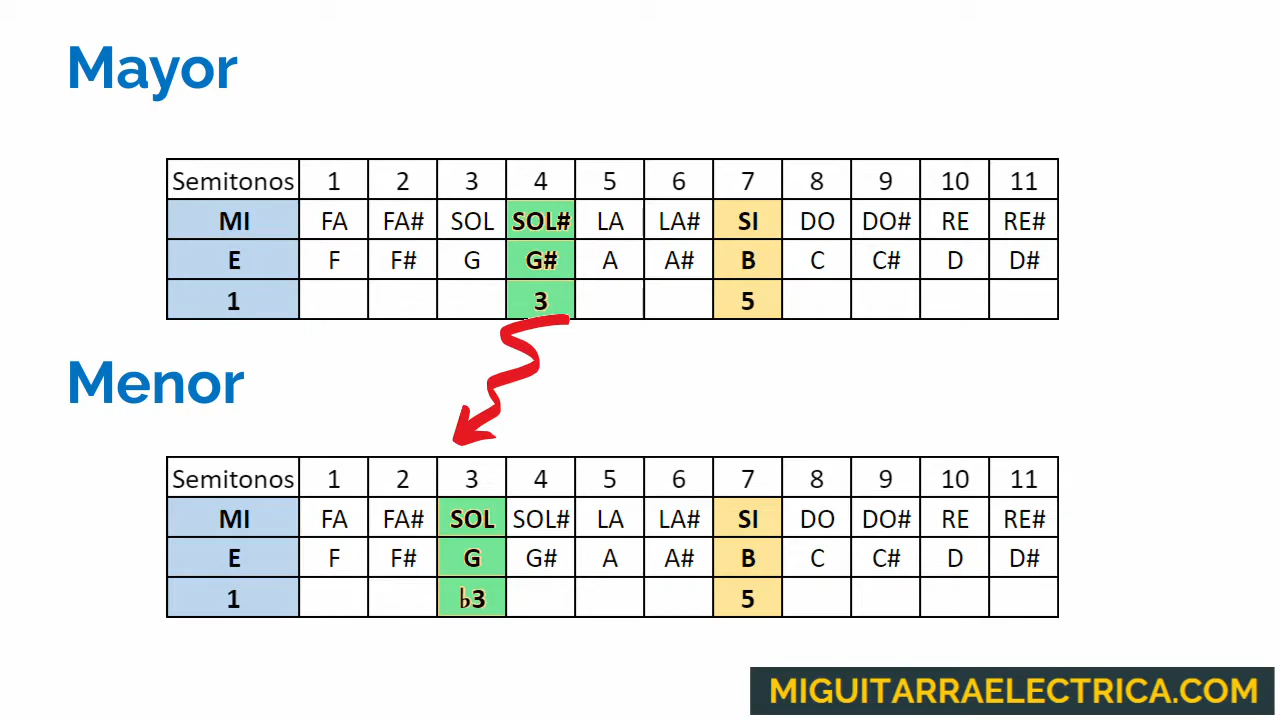 Mayor
Semitonos 1 2 3 4 5 6 7 8 9 10 11
MI FA FA# SOL SOL# LA LA# SI DO DO# RE RE#
E F F# G G# A A# B C C# D D#
1 3 5
Menor
Semitonos 1 2 3 4 5 6 7 8 9 10 11
MI FA FA# SOL SOL# LA LA# SI DO DO# RE RE#
E F F# G G# A A# B C C# D D#
1 ♭3 5
MIGUITARRAELECTRICA.COM